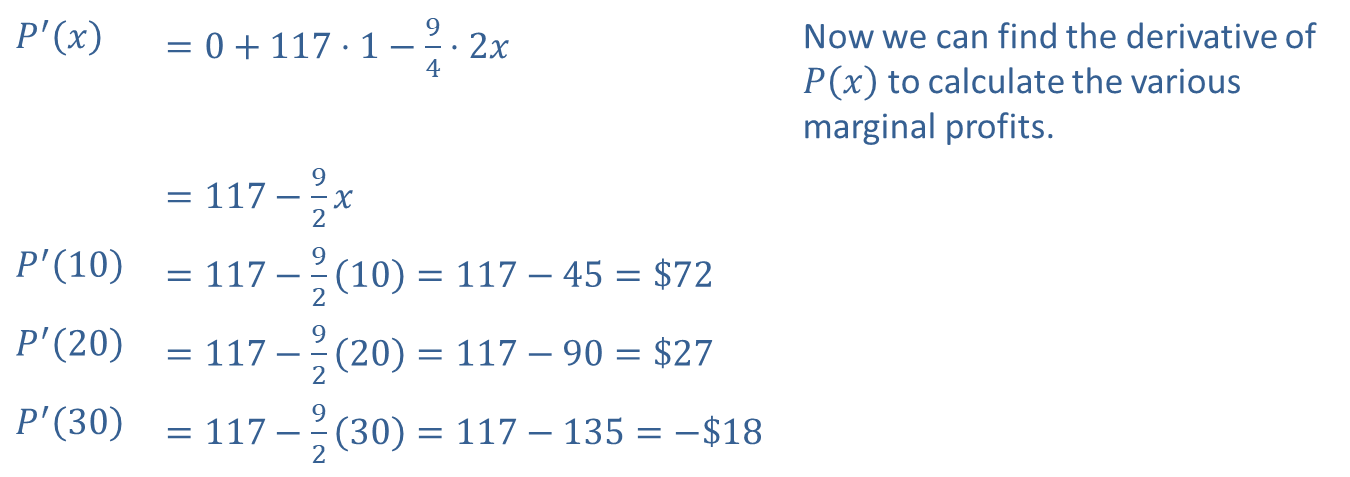 P′(x) = 0 + 117 · 1 − 9/4 · 2x
Now we can find the derivative of
P(x) to calculate the various
marginal profits.
= 117 − 9/2 x
P′(10) = 117 − 9/2 (10) = 117 − 45 = $72
P′(20) = 117 − 9/2 (20) = 117 − 90 = $27
P′(30) = 117 − 9/2 (30) = 117 − 135 = −$18